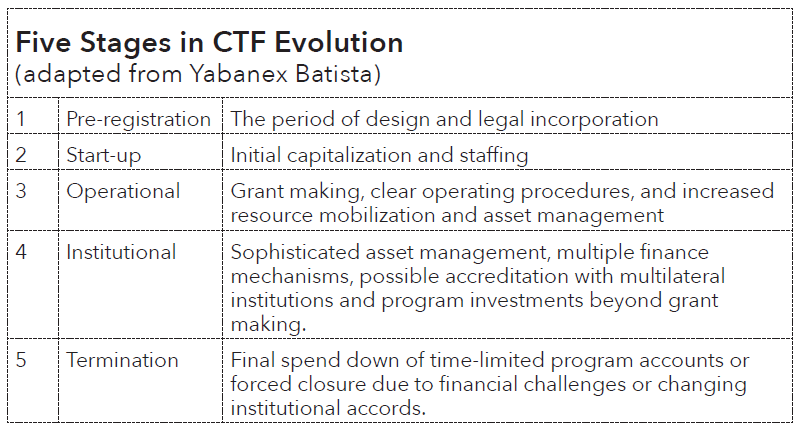 Five Stages in CTF Evolution
(adapted from Yabanex Batista)
1 Pre-registration The period of design and legal incorporation
2 Start-up Initial capitalization and staffing
3 Operational Grant making, clear operating procedures, and increased
resource mobilization and asset management
4 Institutional Sophisticated asset management, multiple finance
mechanisms, possible accreditation with multilateral
institutions and program investments beyond grant
making.
5 Termination Final spend down of time-limited program accounts or
forced closure due to financial challenges or changing
institutional accords.